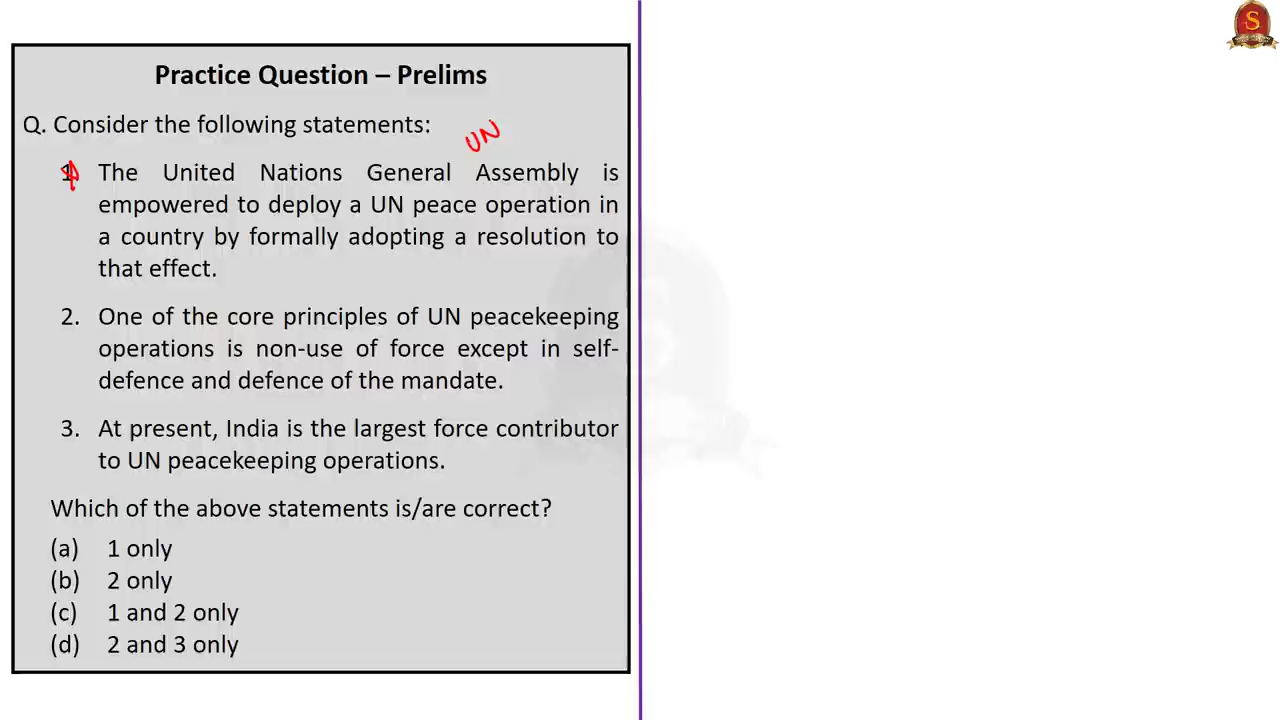 Practice Question – Prelims
Q. Consider the following statements:
UN
1. The United Nations General Assembly is
empowered to deploy a UN peace operation in
a country by formally adopting a resolution to
that effect.
2. One of the core principles of UN peacekeeping
operations is non-use of force except in self-
defence and defence of the mandate.
3. At present, India is the largest force contributor
to UN peacekeeping operations.
Which of the above statements is/are correct?
(a) 1 only
(b) 2 only
(c) 1 and 2 only
(d) 2 and 3 only
S